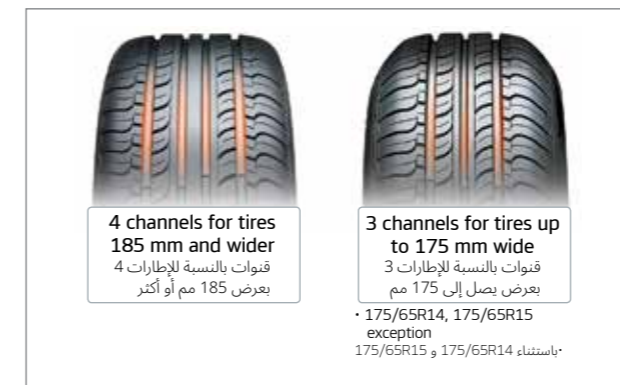 4 channels for tires
185 mm and wider
قنوات بالنسبة للإطارات 4
بعرض 185 مم أو أكثر
3 channels for tires up
to 175 mm wide
قنوات بالنسبة للإطارات 3
بعرض يصل إلى 175 مم
· 175/65R14, 175/65R15
exception
·باستثناء 175/65R14 و 175/65R15